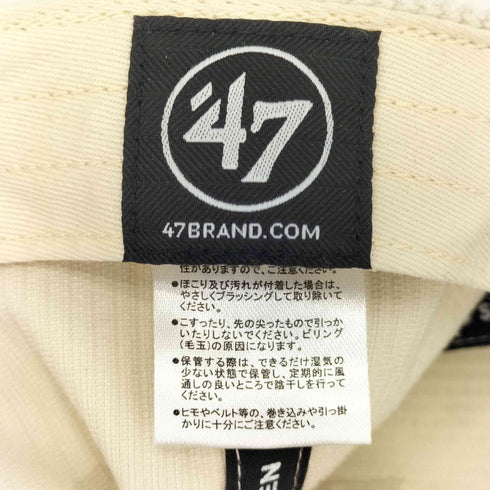 '47
47BRAND.COM
性がありますので、ご注意ください。
●ほこり及び汚れが付着した場合は、
やさしくブラッシングして取り除いて
ください。
●こすったり、先の尖ったもので引っか
いたりしないでください。ピリング
(毛玉)の原因になります。
●保管する際は、できるだけ湿気の
少ない状態で保管し、定期的に風
通しの良いところで陰干しを行って
ください。
●ヒモやベルト等の、巻き込みや引っ掛
かりに十分にご注意ください。
EN